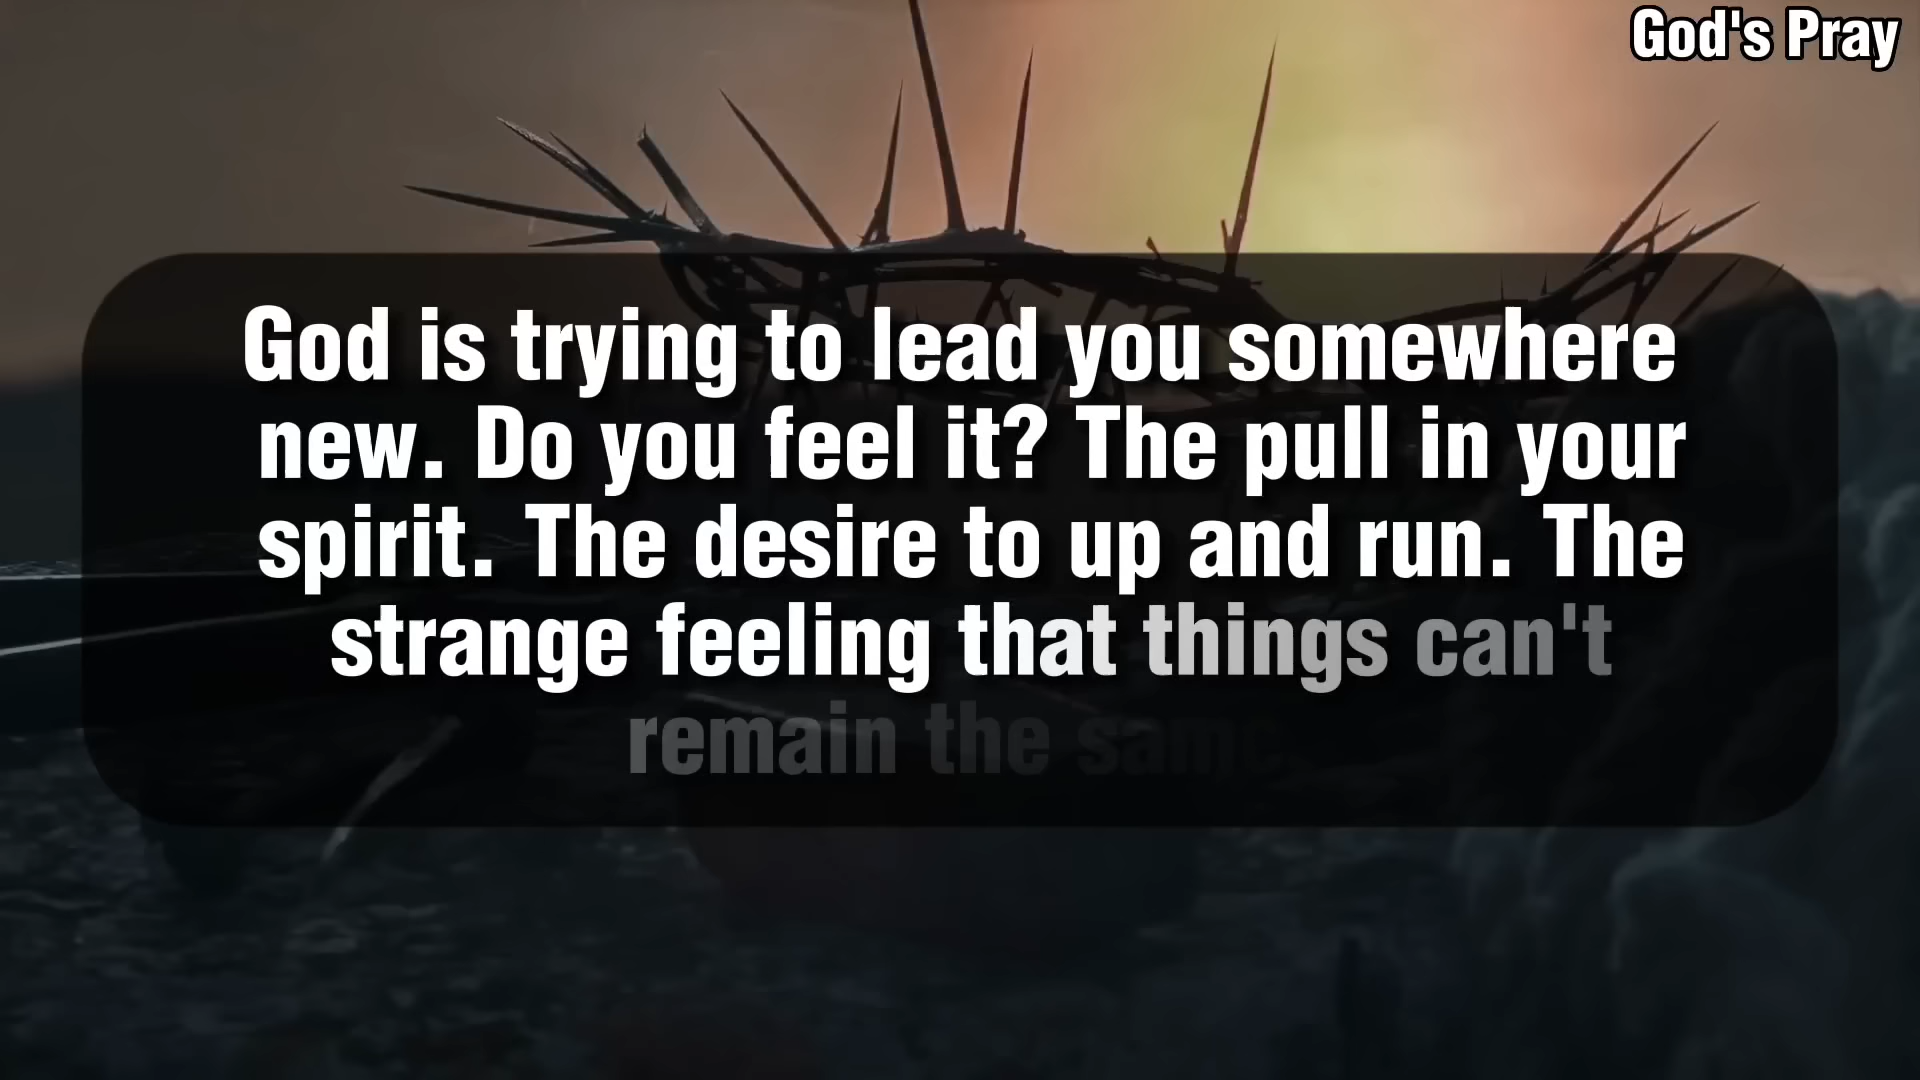 God's Pray
God is trying to lead you somewhere
new. Do you feel it? The pull in your
spirit. The desire to up and run. The
strange feeling that things can't
remain the same.